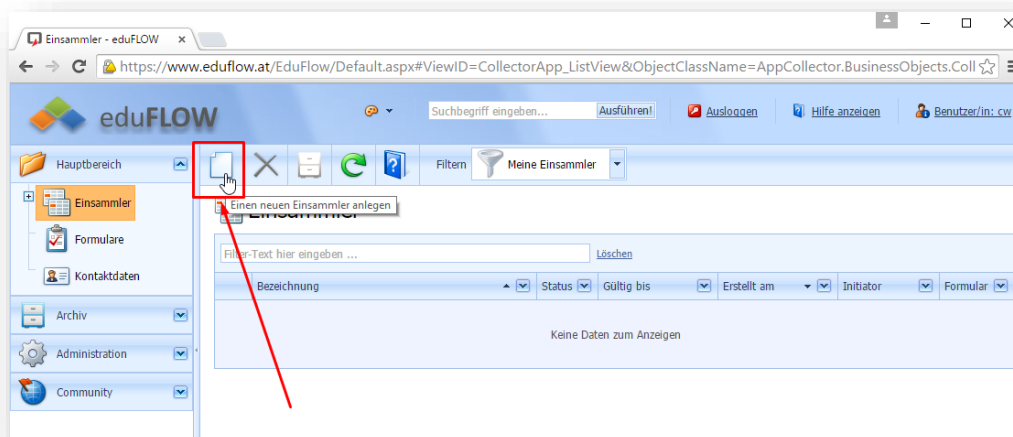 Einsammler - eduFLOW
https://www.eduflow.at/EduFlow/Default.aspx#ViewID=CollectorApp_ListView&ObjectClassName=AppCollector.BusinessObjects.Coll
eduFLOW
Suchbegriff eingeben...
Ausführen!
Ausloggen
Hilfe anzeigen
Benutzer/in: cw
Hauptbereich
Filtern
Meine Einsammler
Einsammler
Einen neuen Einsammler anlegen
Einsammler
Formulare
Filter-Text hier eingeben ...
Löschen
Kontaktdaten
Bezeichnung
Status
Gültig bis
Erstellt am
Initiator
Formular
Archiv
Keine Daten zum Anzeigen
Administration
Community